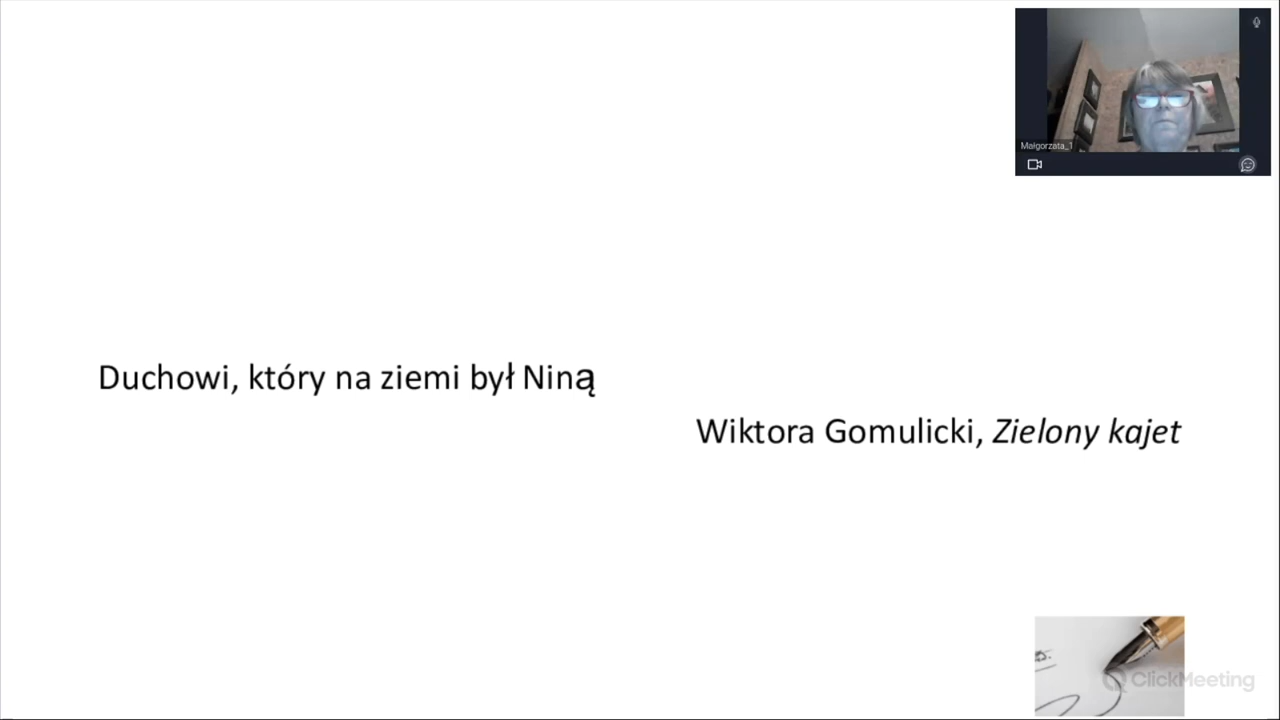 Małgorzata_1
Duchowi, który na ziemi był Niną
Wiktora Gomulicki, Zielony kajet
ClickMeeting